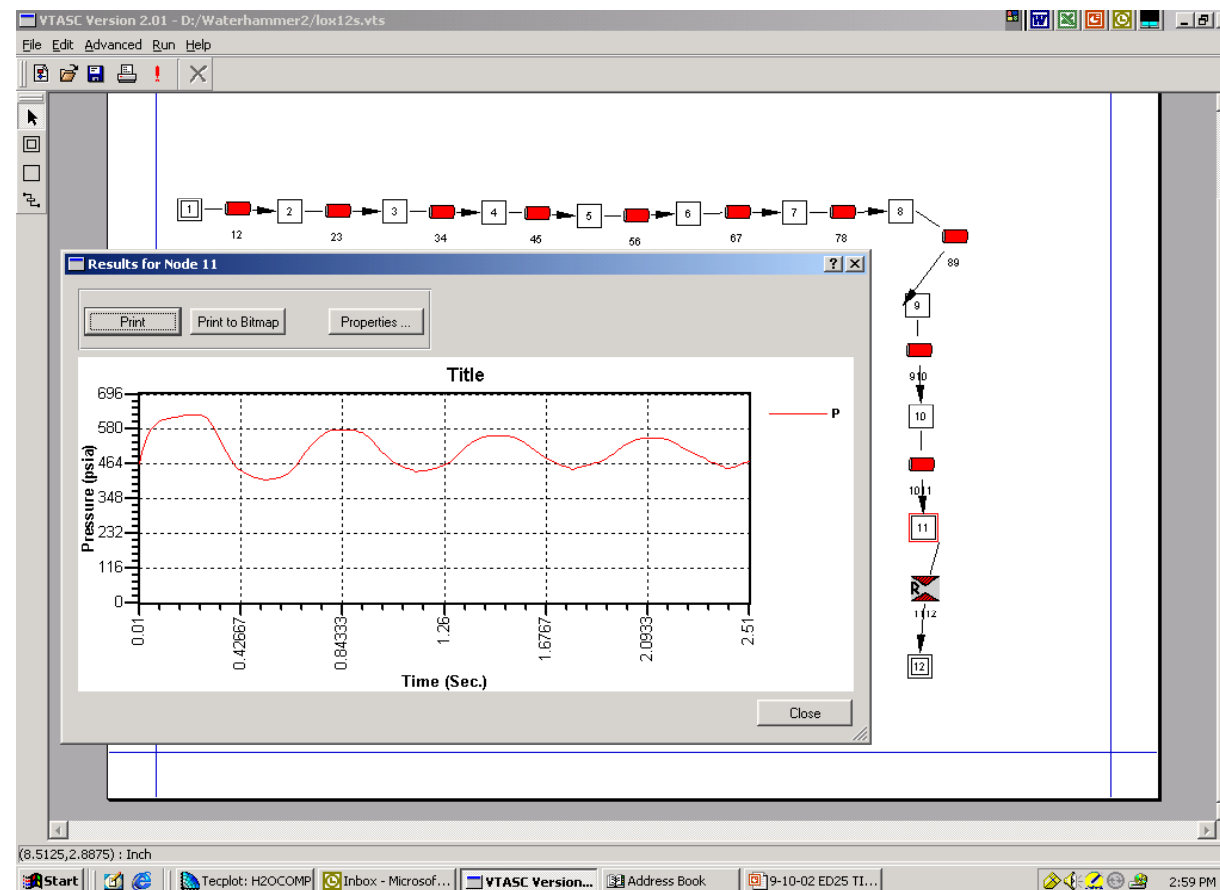 VTASC Version 2.01 - D:/Waterhammer2/lox12s.vts
File Edit Advanced Run Help
1 2 3 4 5 6 7 8
12 23 34 45 56 67 78
89
Results for Node 11
9
Print Print to Bitmap Properties ...
910
Title
10
696
580
464
348
232
116
0
Pressure (psia)
P
1011
11
R
1112
12
0.01 0.42667 0.84333 1.26 1.6767 2.0933 2.51
Time (Sec.)
Close
(8.5125,2.8875) : Inch
Start Tecplot: H2OCOMP Inbox - Microsof... VTASC Version... Address Book 9-10-02 ED25 TI... 2:59 PM